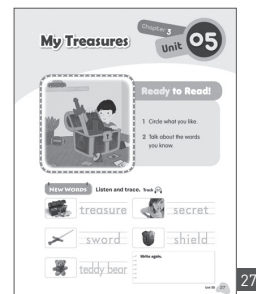 Chapter 3
My Treasures
Unit 05
Ready to Read!
1 Circle what you like.
2 Talk about the words
you know.
NEW WORDS Listen and trace. Track
treasure
secret
sword
shield
teddy bear
Write again.
27
27